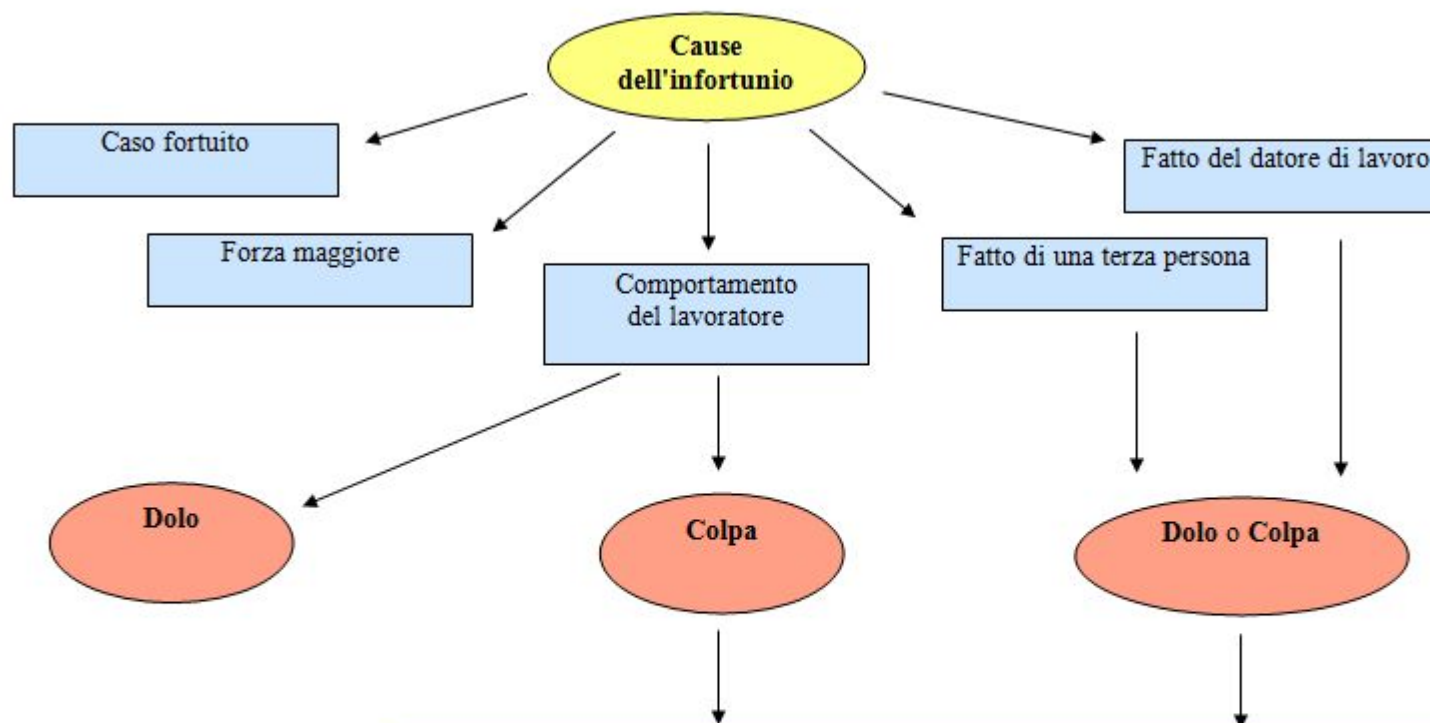 Cause
dell'infortunio
Caso fortuito
Fatto del datore di lavoro
Forza maggiore
Fatto di una terza persona
Comportamento
del lavoratore
Dolo
Colpa
Dolo o Colpa